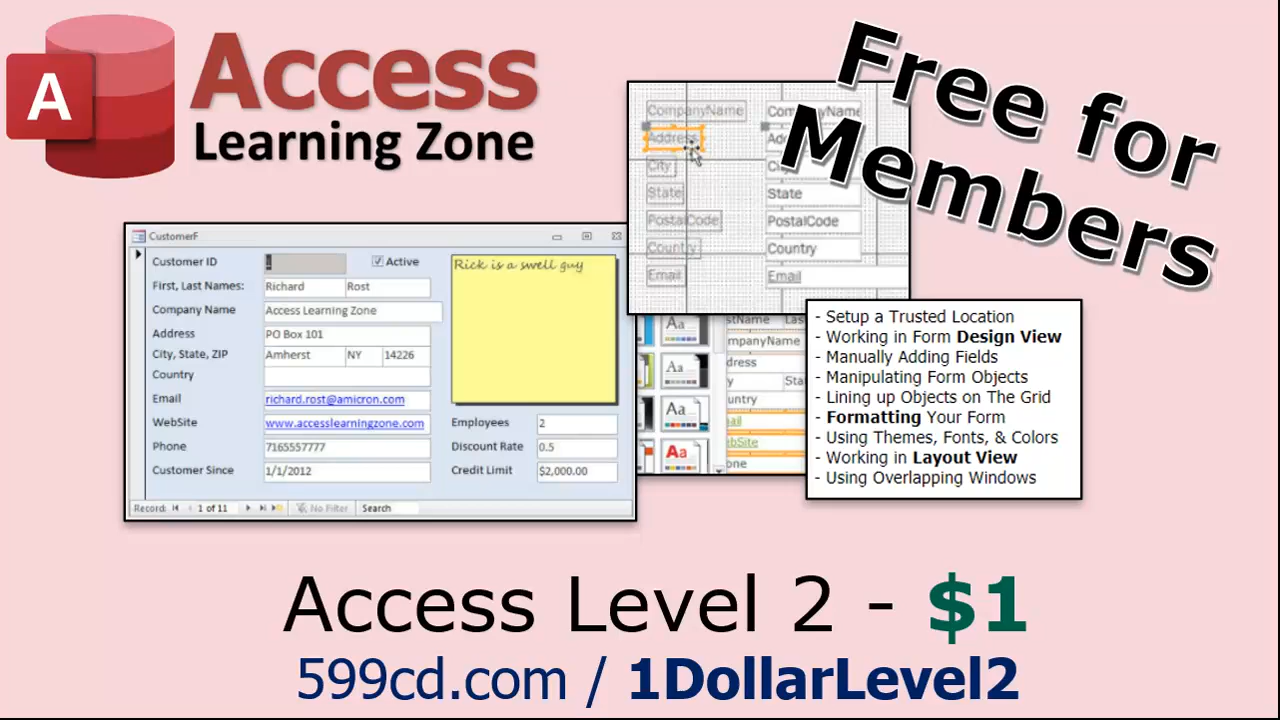 A
Access
Learning Zone
Free for
Members
CompanyName CompanyName
Address
City
State State
PostalCode PostalCode
Country Country
Email Email
CustomerF
Customer ID Active
First, Last Names: Richard Rost
Company Name Access Learning Zone
Address PO Box 101
City, State, ZIP Amherst NY 14226
Country
Email richard.rost@amicron.com
WebSite www.accesslearningzone.com
Phone 7165557777
Customer Since 1/1/2012
Rick is a swell guy
Employees 2
Discount Rate 0.5
Credit Limit $2,000.00
Record: 1 of 11 No Filter Search
Aa
Aa
Aa
Aa
- Setup a Trusted Location
- Working in Form Design View
- Manually Adding Fields
- Manipulating Form Objects
- Lining up Objects on The Grid
- Formatting Your Form
- Using Themes, Fonts, & Colors
- Working in Layout View
- Using Overlapping Windows
Access Level 2 - $1
599cd.com / 1DollarLevel2